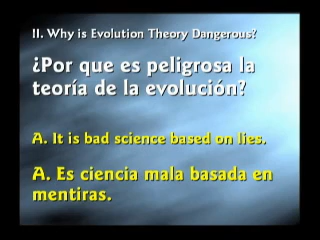 II. Why is Evolution Theory Dangerous?
¿Por que es peligrosa la
teoría de la evolución?
A. It is bad science based on lies.
A. Es ciencia mala basada en
mentiras.